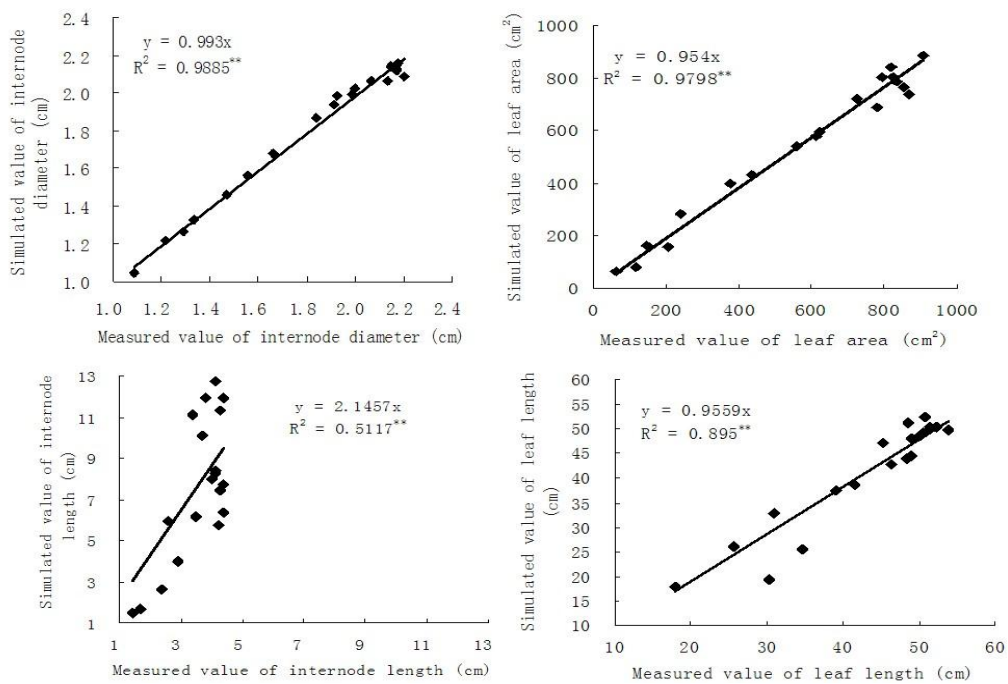 Simulated value of internode
diameter (cm)
2.4
2.2
2.0
1.8
1.6
1.4
1.2
1.0
y = 0.993x
R² = 0.9885**
1.0 1.2 1.4 1.6 1.8 2.0 2.2 2.4
Measured value of internode diameter (cm)
Simulated value of leaf area (cm²)
1000
800
600
400
200
0
y = 0.954x
R² = 0.9798**
0 200 400 600 800 1000
Measured value of leaf area (cm²)
Simulated value of internode
length (cm)
13
11
9
7
5
3
1
y = 2.1457x
R² = 0.5117**
1 3 5 7 9 11 13
Measured value of internode length (cm)
Simulated value of leaf length
(cm)
60
55
50
45
40
35
30
25
20
15
10
y = 0.9559x
R² = 0.895**
10 20 30 40 50 60
Measured value of leaf length (cm)